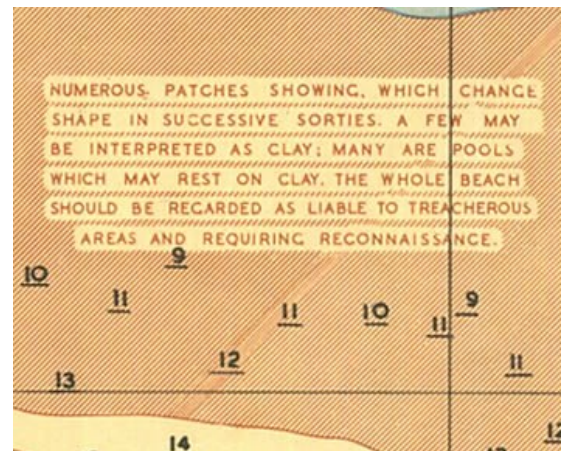 NUMEROUS PATCHES SHOWING, WHICH CHANGE
SHAPE IN SUCCESSIVE SORTIES. A FEW MAY
BE INTERPRETED AS CLAY; MANY ARE POOLS
WHICH MAY REST ON CLAY. THE WHOLE BEACH
SHOULD BE REGARDED AS LIABLE TO TREACHEROUS
AREAS AND REQUIRING RECONNAISSANCE.
10 9
11 11 10 11 9
12 11
13
14 12